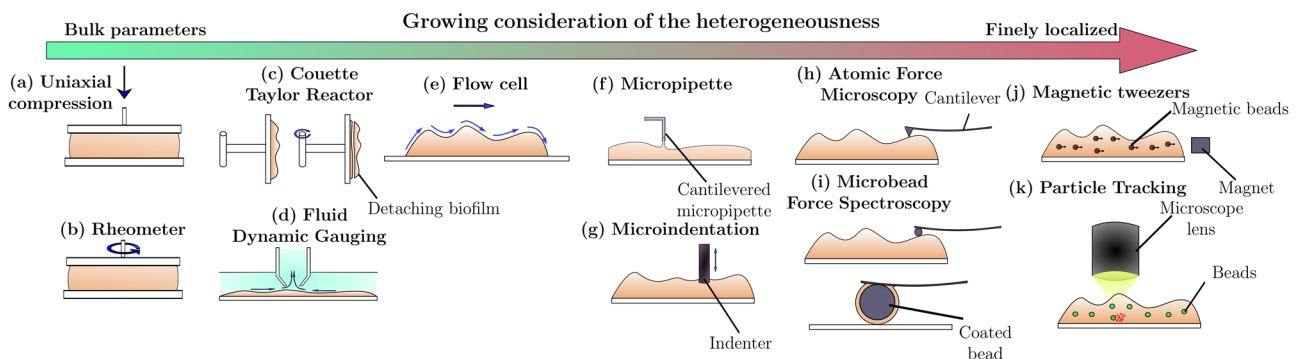 Growing consideration of the heterogeneousness
Bulk parameters
Finely localized
(a) Uniaxial
compression
(b) Rheometer
(c) Couette
Taylor Reactor
Detaching biofilm
(d) Fluid
Dynamic Gauging
(e) Flow cell
(f) Micropipette
Cantilevered
micropipette
(g) Microindentation
Indenter
(h) Atomic Force
Microscopy
Cantilever
(i) Microbead
Force Spectroscopy
Coated
bead
(j) Magnetic tweezers
Magnetic beads
Magnet
(k) Particle Tracking
Microscope
lens
Beads